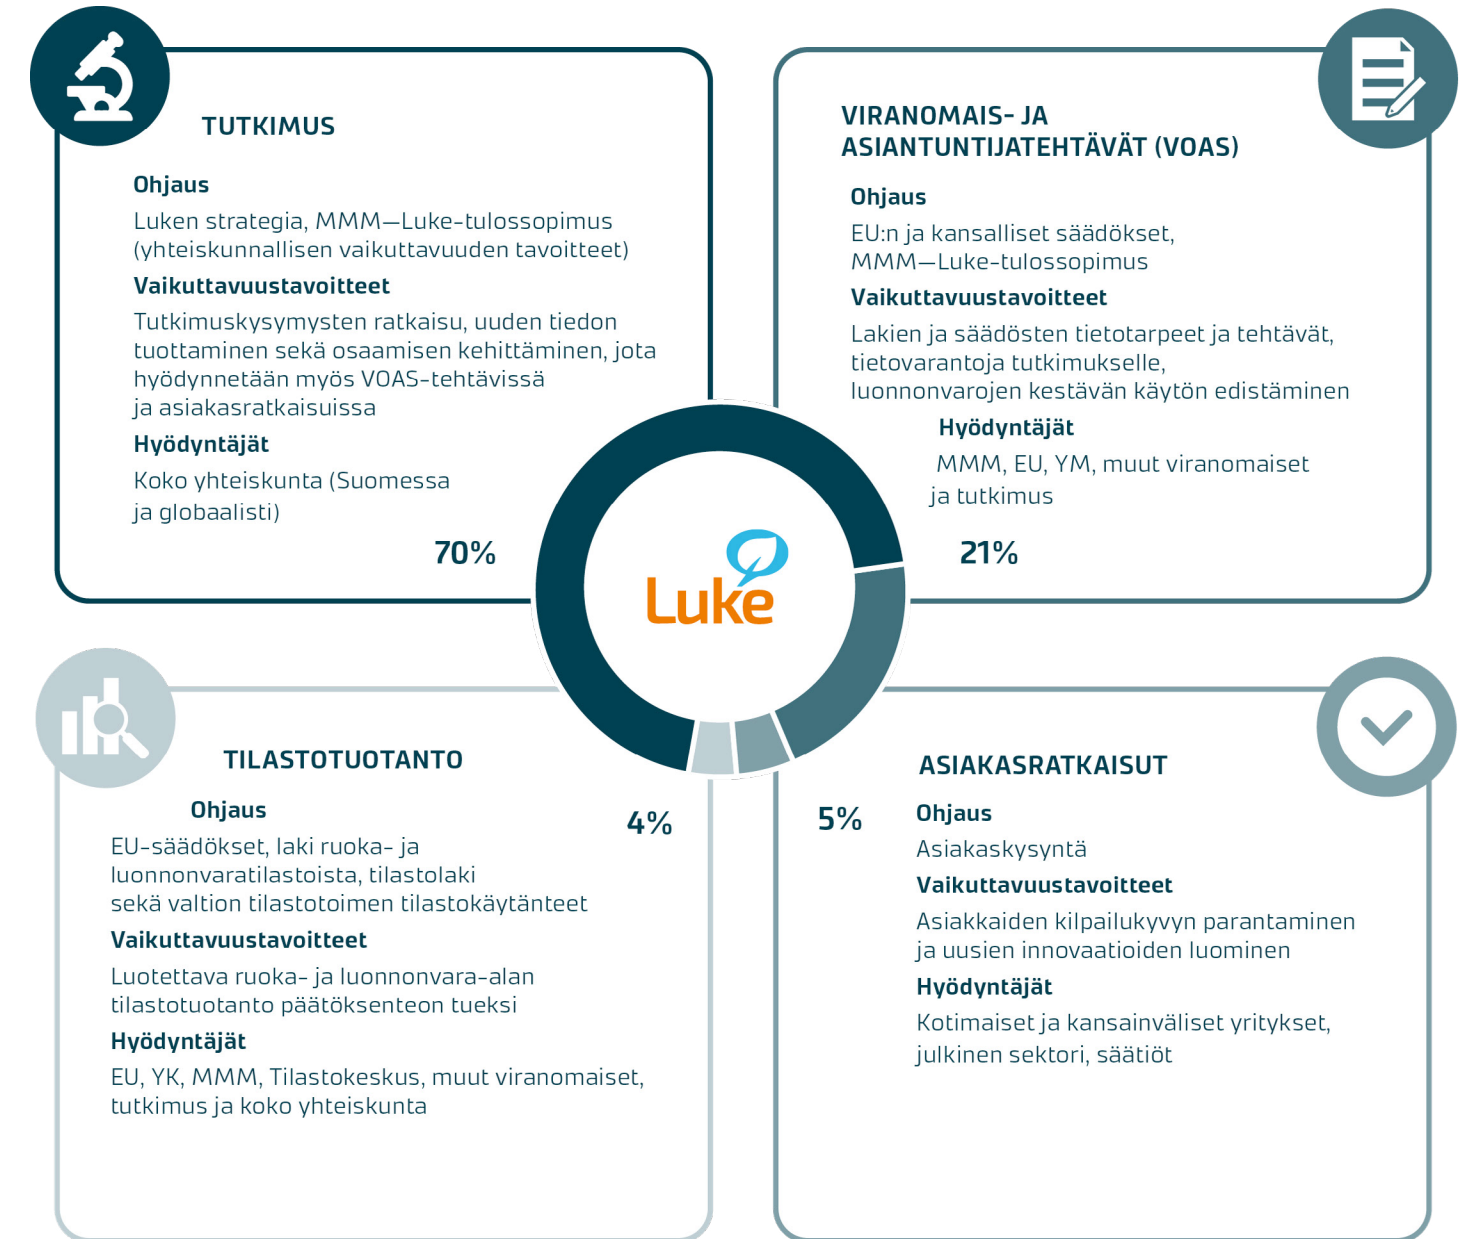 TUTKIMUS
Ohjaus
Luken strategia, MMM—Luke-tulossopimus
(yhteiskunnallisen vaikuttavuuden tavoitteet)
Vaikuttavuustavoitteet
Tutkimuskysymysten ratkaisu, uuden tiedon
tuottaminen sekä osaamisen kehittäminen, jota
hyödynnetään myös VOAS-tehtävissä
ja asiakasratkaisuissa
Hyödyntäjät
Koko yhteiskunta (Suomessa
ja globaalisti)
70%
VIRANOMAIS- JA
ASIANTUNTIJATEHTÄVÄT (VOAS)
Ohjaus
EU:n ja kansalliset säädökset,
MMM—Luke-tulossopimus
Vaikuttavuustavoitteet
Lakien ja säädösten tietotarpeet ja tehtävät,
tietovarantoja tutkimukselle,
luonnonvarojen kestävän käytön edistäminen
Hyödyntäjät
MMM, EU, YM, muut viranomaiset
ja tutkimus
21%
Luke
TILASTOTUOTANTO
Ohjaus
EU-säädökset, laki ruoka- ja
luonnonvaratilastoista, tilastolaki
sekä valtion tilastotoimen tilastokäytänteet
Vaikuttavuustavoitteet
Luotettava ruoka- ja luonnonvara-alan
tilastotuotanto päätöksenteon tueksi
Hyödyntäjät
EU, YK, MMM, Tilastokeskus, muut viranomaiset,
tutkimus ja koko yhteiskunta
4%
ASIAKASRATKAISUT
5%
Ohjaus
Asiakaskysyntä
Vaikuttavuustavoitteet
Asiakkaiden kilpailukyvyn parantaminen
ja uusien innovaatioiden luominen
Hyödyntäjät
Kotimaiset ja kansainväliset yritykset,
julkinen sektori, säätiöt